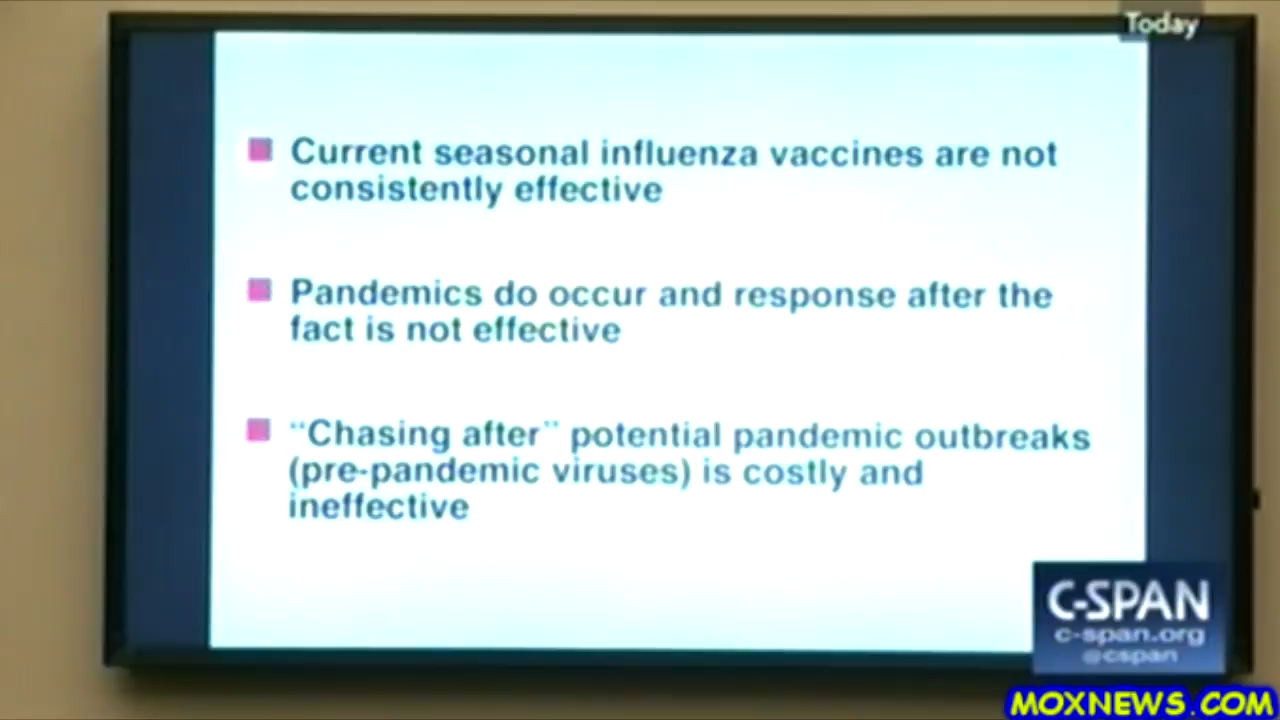 Today
Current seasonal influenza vaccines are not
consistently effective
Pandemics do occur and response after the
fact is not effective
“Chasing after” potential pandemic outbreaks
(pre-pandemic viruses) is costly and
ineffective
C-SPAN
c-span.org
@cspan
MOXNEWS.COM